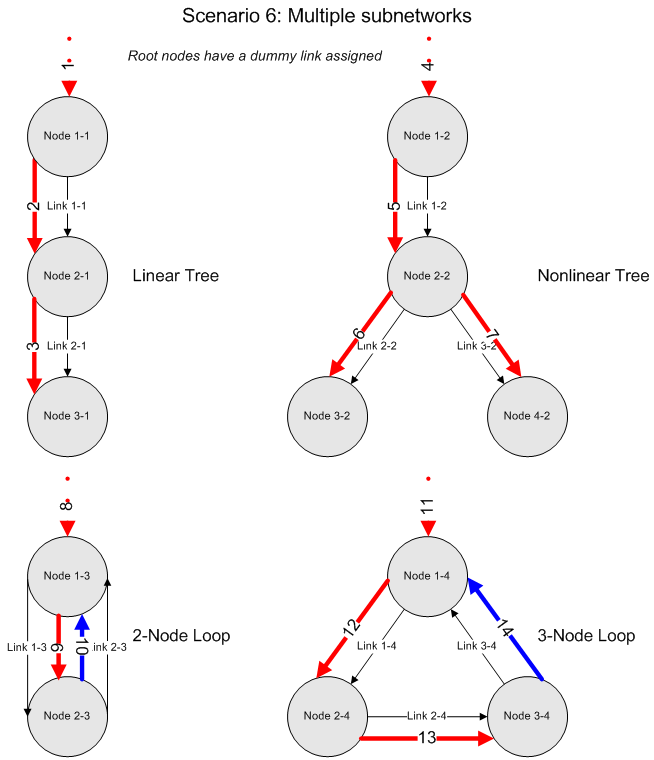 Scenario 6: Multiple subnetworks
Root nodes have a dummy link assigned
1
4
Node 1-1
Node 1-2
2
Link 1-1
5
Link 1-2
Node 2-1
Linear Tree
Node 2-2
Nonlinear Tree
3
Link 2-1
6
Link 2-2
7
Link 3-2
Node 3-1
Node 3-2
Node 4-2
8
11
Node 1-3
Node 1-4
Link 1-3
9
10
Link 2-3
2-Node Loop
12
Link 1-4
14
Link 3-4
3-Node Loop
Node 2-3
Node 2-4
Link 2-4
Node 3-4
13